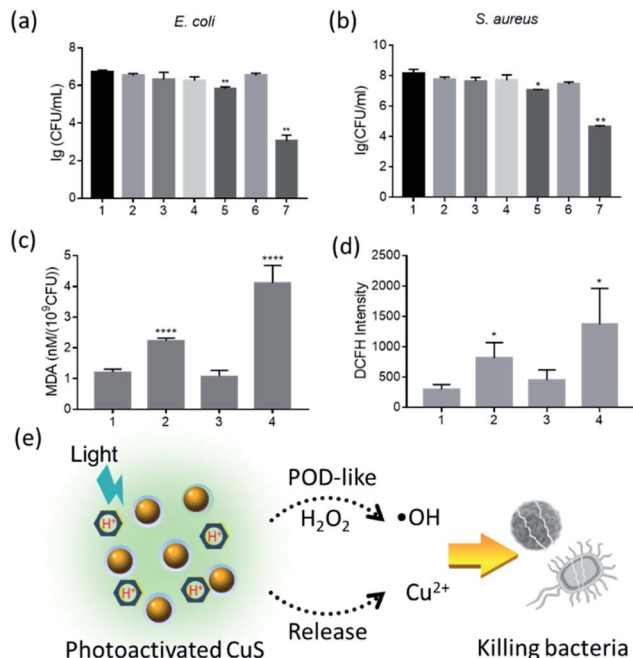 (a)
E. coli
lg (CFU/mL)
8
6
4
2
0
**
**
1 2 3 4 5 6 7
(b)
S. aureus
lg(CFU/ml)
10
8
6
4
2
0
*
**
1 2 3 4 5 6 7
(c)
MDA (nM/(10⁹CFU))
5
4
3
2
1
0
****
****
1 2 3 4
(d)
DCFH Intensity
2500
2000
1500
1000
500
0
*
*
1 2 3 4
(e)
Light
H⁺
H⁺
H⁺
H⁺
Photoactivated CuS
POD-like
H₂O₂
•OH
Cu²⁺
Release
Killing bacteria